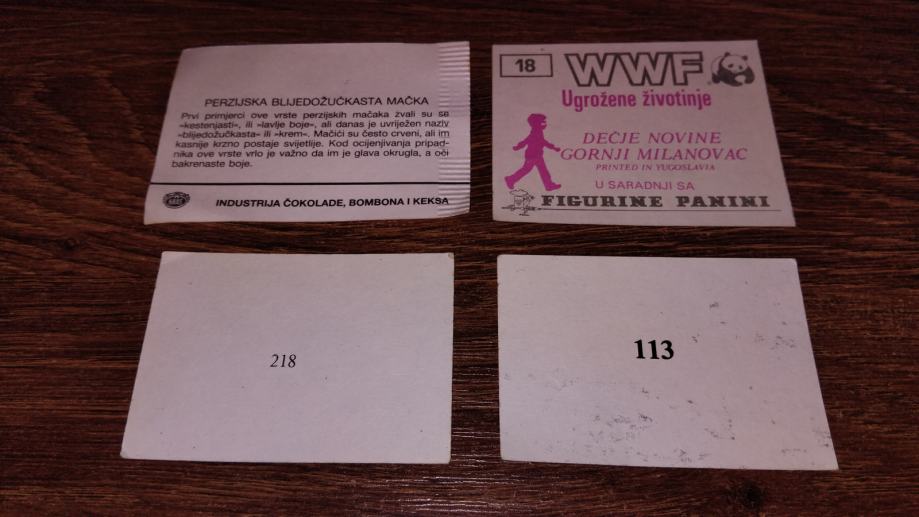 PERZIJSKA BLIJEDOŽUĆKASTA MAČKA
Prvi primjerci ove vrste perzijskih mačaka zvali su se
»kestenjasti«, ili »lavlje boje«, ali danas je uvriježen naziv
»blijedožućkasta« ili »krem«. Mačići su često crveni, ali im
kasnije krzno postaje svijetlije. Kod ocijenjivanja pripad-
nika ove vrste vrlo je važno da im je glava okrugla, a oči
bakrenaste boje.
INDUSTRIJA ČOKOLADE, BOMBONA I KEKSA
18
WWF
Ugrožene životinje
DEČJE NOVINE
GORNJI MILANOVAC
PRINTED IN YUGOSLAVIA
U SARADNJI SA
FIGURINE PANINI
218
113